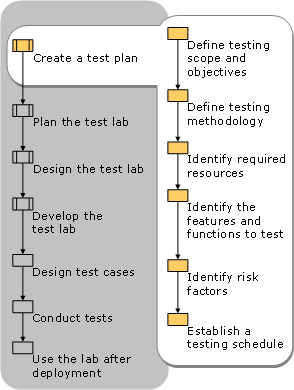 Create a test plan
Plan the test lab
Design the test lab
Develop the
test lab
Design test cases
Conduct tests
Use the lab after
deployment
Define testing
scope and
objectives
Define testing
methodology
Identify required
resources
Identify the
features and
functions to test
Identify risk
factors
Establish a
testing schedule